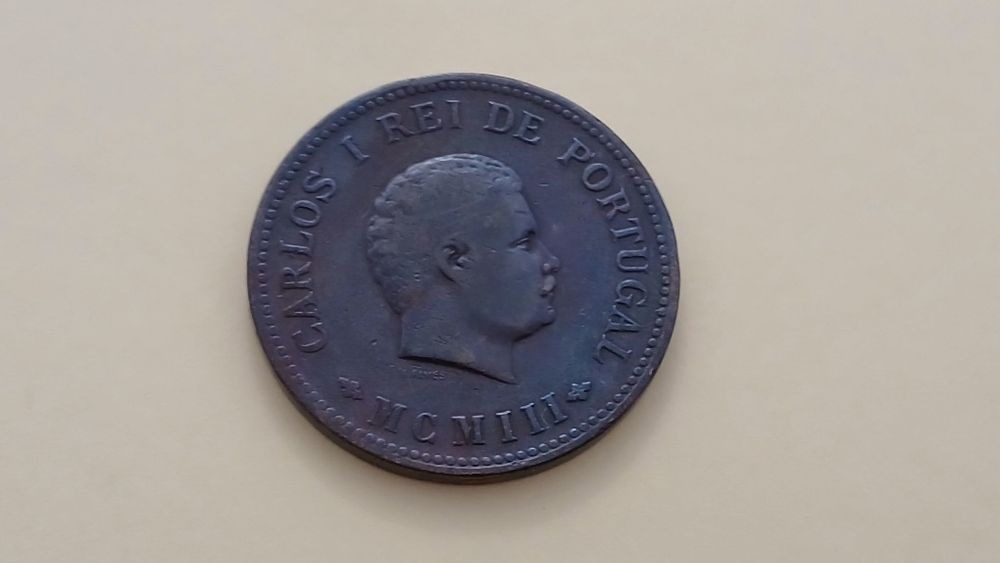 CARLOS I REI DE PORTUGAL
MCMIII